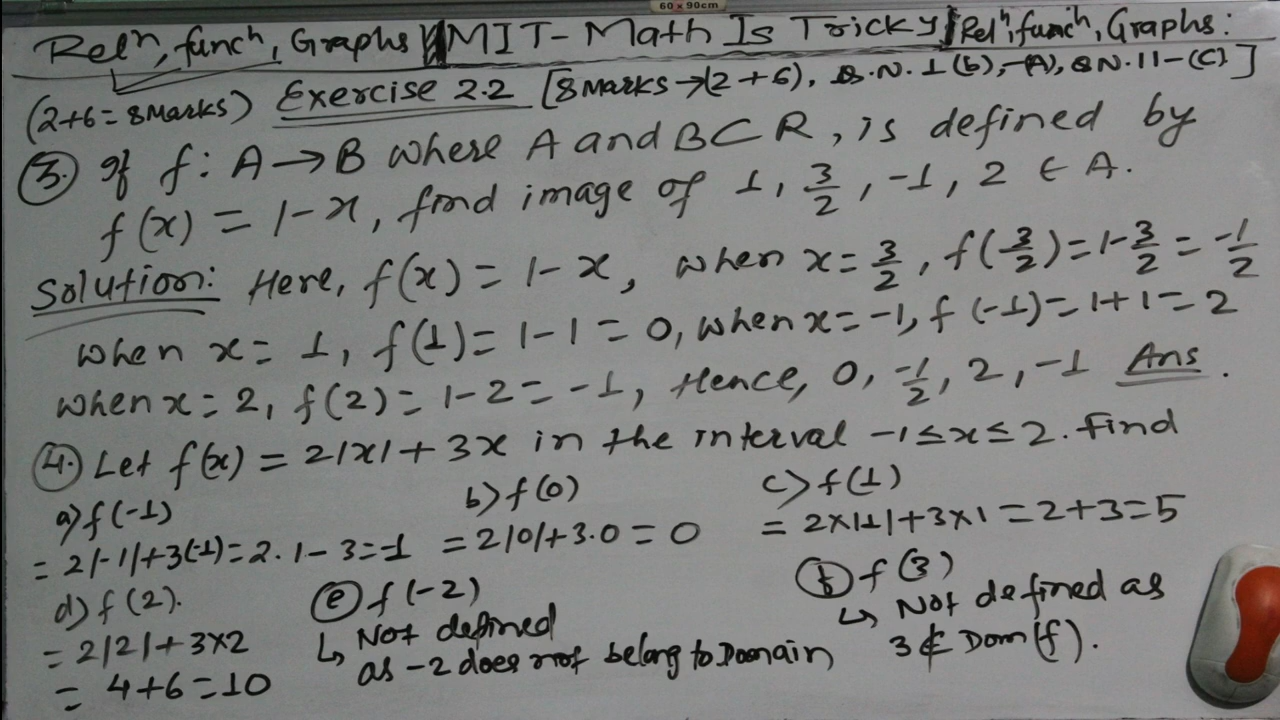 60x90cm
Relⁿ, funcⁿ, Graphs MIT- Math Is Tricky Relⁿ, funcⁿ, Graphs:
(2+6=8Marks) Exercise 2.2 [8Marks→(2+6), Q.N.1(b),-(A), QN.11-(C)]
③ If f: A→B where A and B⊂R, is defined by
f(x) = 1-x, find image of 1, 3/2, -1, 2 ∈ A.
Solution: Here, f(x) = 1-x, when x= 3/2, f(3/2)=1-3/2 = -1/2
when x= 1, f(1)= 1-1=0, when x=-1, f(-1)=1+1=2
when x=2, f(2)= 1-2=-1, Hence, 0, -1/2, 2, -1 Ans.
④ Let f(x) = 2|x|+3x in the interval -1≤x≤2. Find
a) f(-1) b) f(0) c) f(1)
= 2|-1|+3(-1)=2.1-3=-1 =2|0|+3.0=0 = 2×|1|+3×1=2+3=5
d) f(2). ⓔ f(-2) ⓕ f(3)
= 2|2|+3×2 ↳ Not defined ↳ Not defined as
= 4+6=10 as -2 does not belong to Domain 3∉Dom(f).